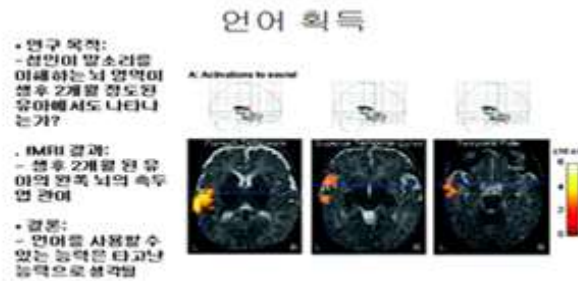 언어 획득
• 연구 목적:
- 성인이 말소리를
이해하는 뇌 영역이
생후 2개월 정도된
유아에서도 나타나
는가?
. fMRI 결과:
- 생후 2개월 된 유
아의 왼쪽 뇌의 측두
엽 관여
• 결론:
- 언어를 사용할 수
있는 능력은 타고난
능력으로 생각됨
A: Activations to sound
L R
L R
L R
6
4
2
0